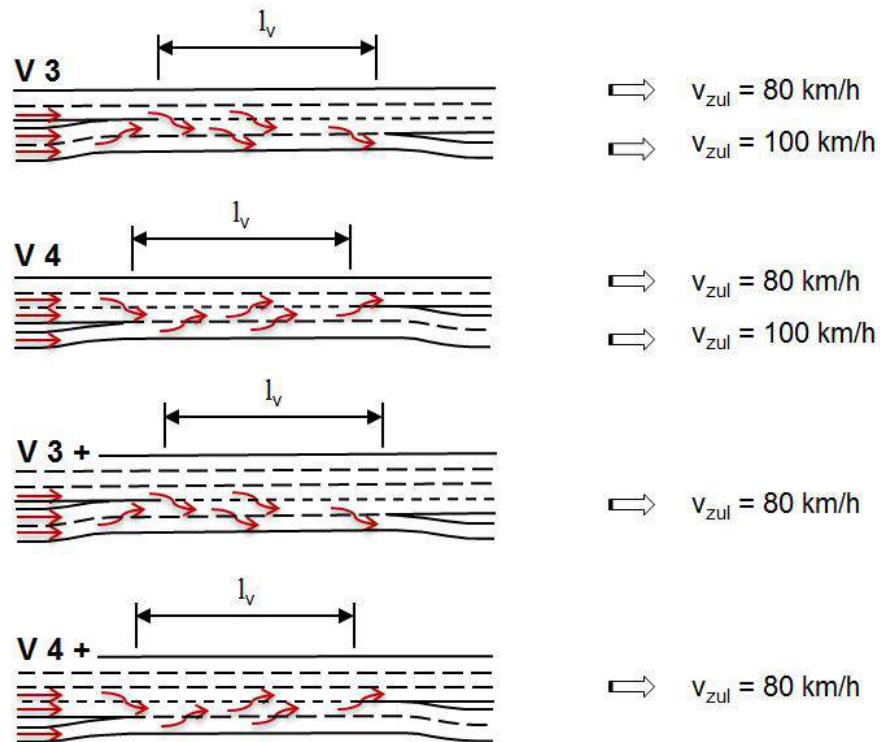 l_v
V 3
v_zul = 80 km/h
v_zul = 100 km/h
l_v
V 4
v_zul = 80 km/h
v_zul = 100 km/h
l_v
V 3 +
v_zul = 80 km/h
l_v
V 4 +
v_zul = 80 km/h